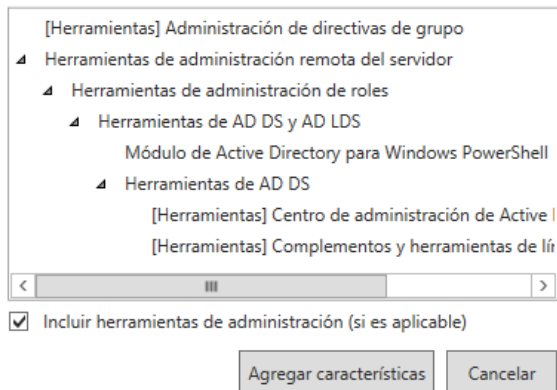 [Herramientas] Administración de directivas de grupo
Herramientas de administración remota del servidor
Herramientas de administración de roles
Herramientas de AD DS y AD LDS
Módulo de Active Directory para Windows PowerShell
Herramientas de AD DS
[Herramientas] Centro de administración de Active
[Herramientas] Complementos y herramientas de
Incluir herramientas de administración (si es aplicable)
Agregar características Cancelar